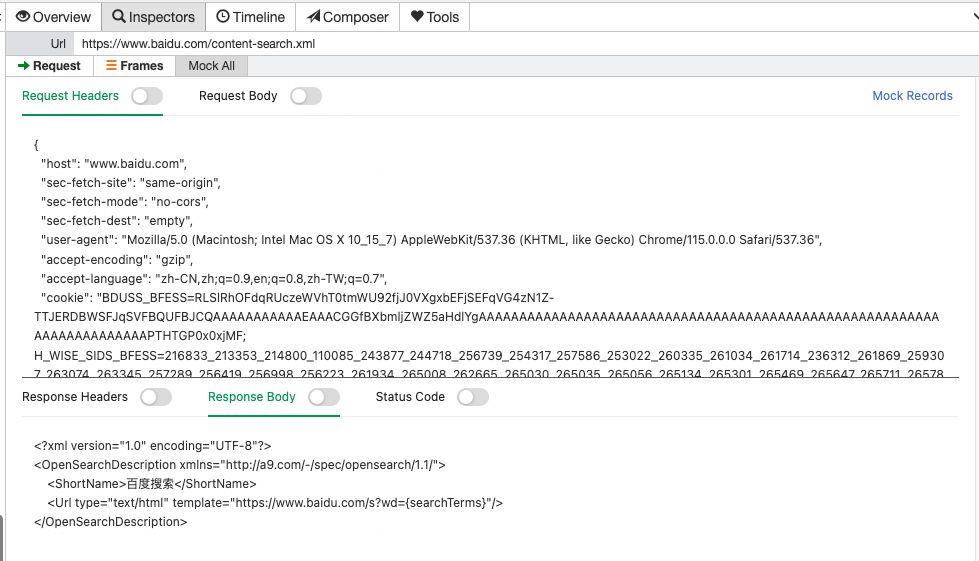 Overview Inspectors Timeline Composer Tools
Url https://www.baidu.com/content-search.xml
Request Frames Mock All
Request Headers Request Body Mock Records
{
"host": "www.baidu.com",
"sec-fetch-site": "same-origin",
"sec-fetch-mode": "no-cors",
"sec-fetch-dest": "empty",
"user-agent": "Mozilla/5.0 (Macintosh; Intel Mac OS X 10_15_7) AppleWebKit/537.36 (KHTML, like Gecko) Chrome/115.0.0.0 Safari/537.36",
"accept-encoding": "gzip",
"accept-language": "zh-CN,zh;q=0.9,en;q=0.8,zh-TW;q=0.7",
"cookie":
H_WISE_SIDS_BFESS=216833_213353_214800_110085_243877_244718_256739_254317_257586_253022_260335_261034_261714_236312_261869_25930
7_263074_263345_257289_256419_256998_256223_261934_265008_262665_265030_265035_265056_265134_265301_265469_265647_265711_26578
Response Headers Response Body Status Code
<?xml version="1.0" encoding="UTF-8"?>
<OpenSearchDescription xmlns="http://a9.com/-/spec/opensearch/1.1/">
<ShortName>百度搜索</ShortName>
<Url type="text/html" template="https://www.baidu.com/s?wd={searchTerms}"/>
</OpenSearchDescription>